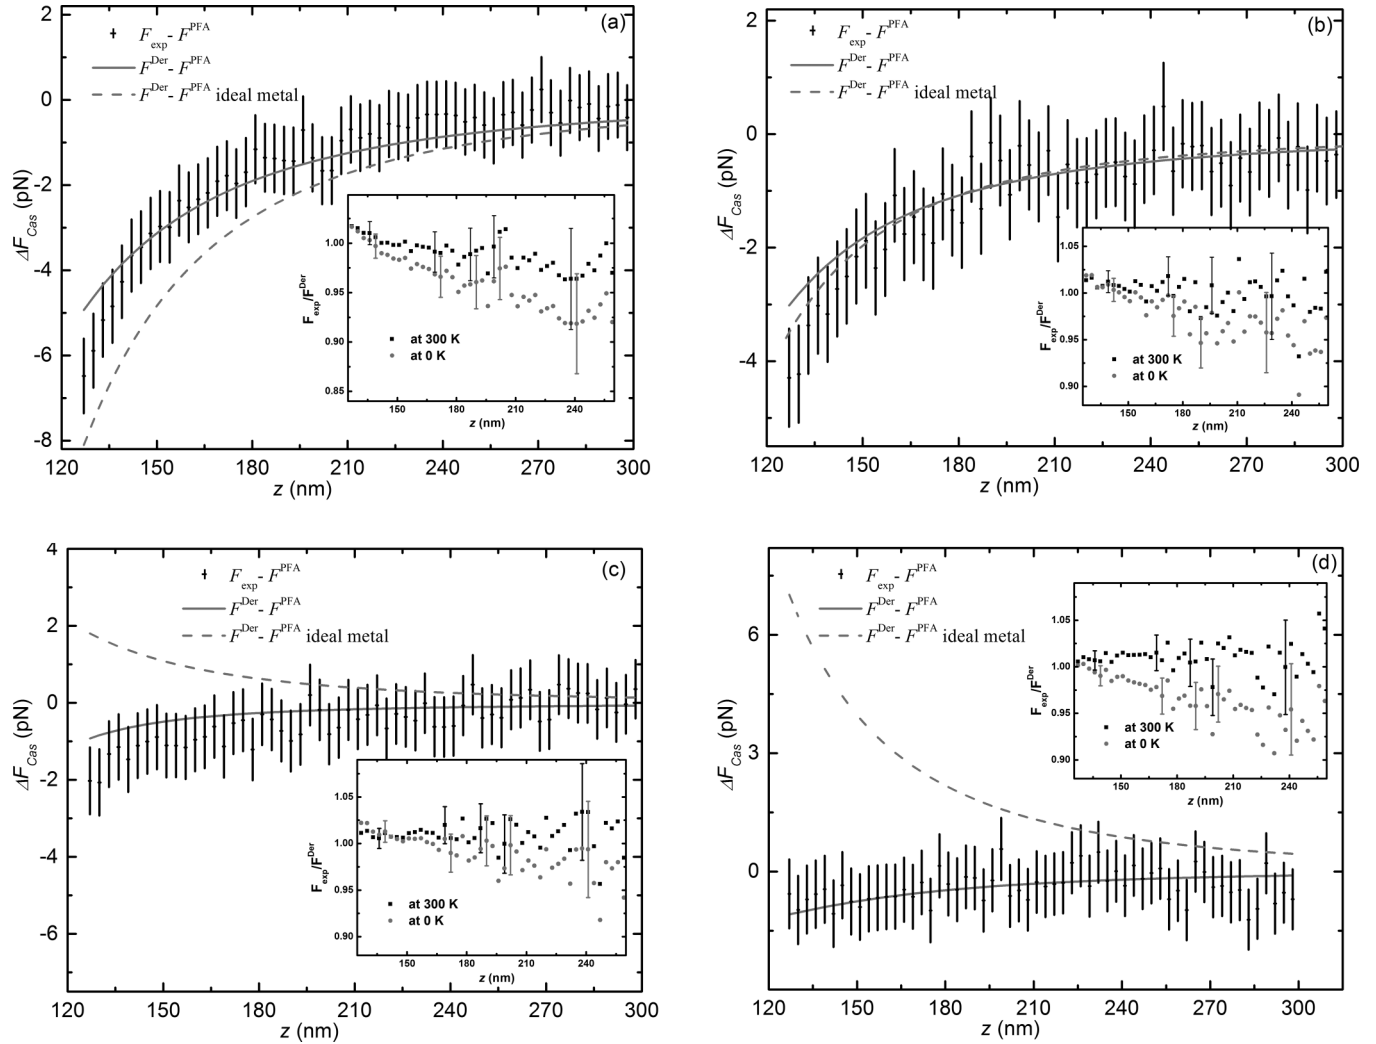 (a)
F_exp - F^PFA
F^Der - F^PFA
F^Der - F^PFA ideal metal
2
0
-2
-4
-6
-8
ΔF_Cas (pN)
120 150 180 210 240 270 300
z (nm)
1.00
0.95
0.90
0.85
F_exp/F^Der
at 300 K
at 0 K
150 180 210 240
z (nm)
(b)
F_exp - F^PFA
F^Der - F^PFA
F^Der - F^PFA ideal metal
2
0
-2
-4
ΔF_Cas (pN)
120 150 180 210 240 270 300
z (nm)
1.05
1.00
0.95
0.90
F_exp/F^Der
at 300 K
at 0 K
150 180 210 240
z (nm)
(c)
F_exp - F^PFA
F^Der - F^PFA
F^Der - F^PFA ideal metal
4
2
0
-2
-4
-6
ΔF_Cas (pN)
120 150 180 210 240 270 300
z (nm)
1.05
1.00
0.95
0.90
F_exp/F^Der
at 300 K
at 0 K
150 180 210 240
z (nm)
(d)
F_exp - F^PFA
F^Der - F^PFA
F^Der - F^PFA ideal metal
6
3
0
ΔF_Cas (pN)
120 150 180 210 240 270 300
z (nm)
1.05
1.00
0.95
0.90
F_exp/F^Der
at 300 K
at 0 K
150 180 210 240
z (nm)